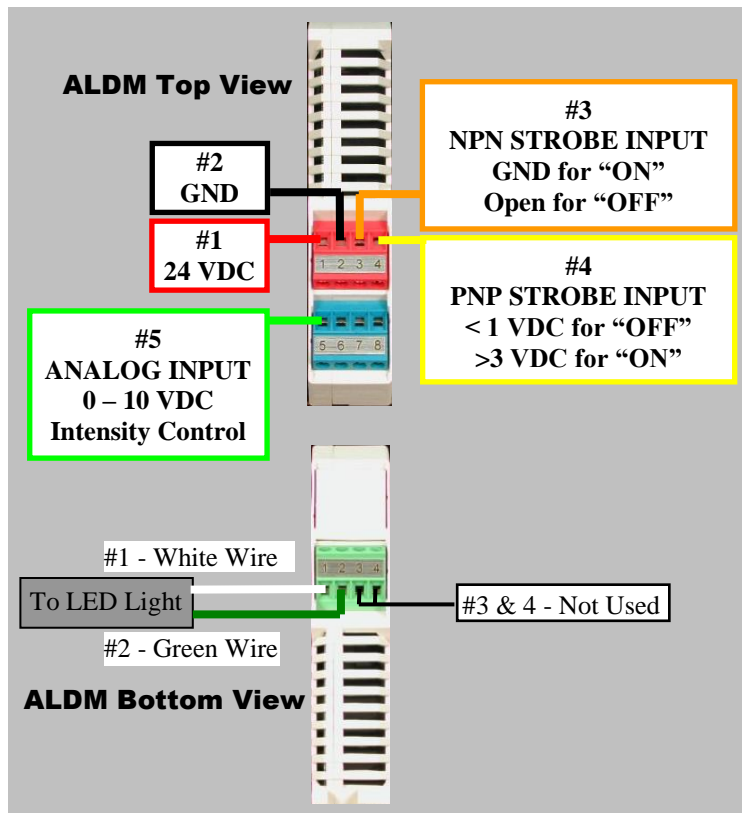 ALDM Top View
#3
NPN STROBE INPUT
GND for “ON”
Open for “OFF”
#2
GND
#1
24 VDC
#4
PNP STROBE INPUT
< 1 VDC for “OFF”
>3 VDC for “ON”
#5
ANALOG INPUT
0 – 10 VDC
Intensity Control
1 2 3 4
5 6 7 8
#1 - White Wire
1 2 3 4
To LED Light
#3 & 4 - Not Used
#2 - Green Wire
ALDM Bottom View